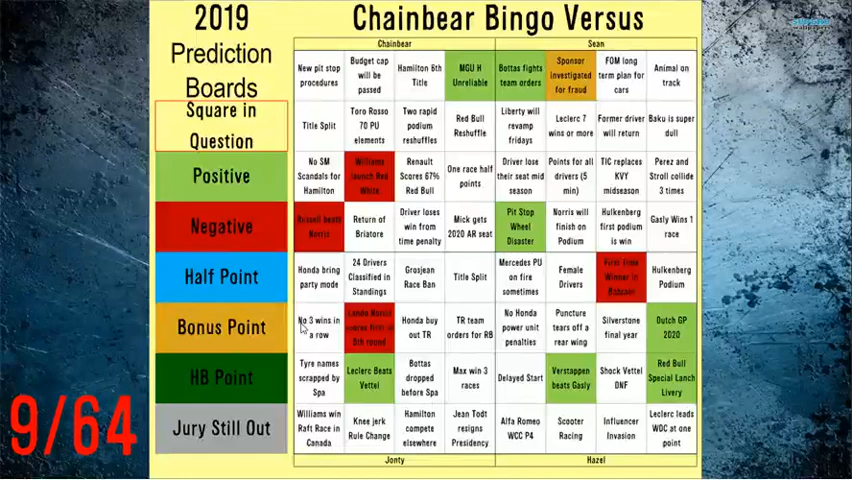 2019
Prediction
Boards
Square in
Question
Positive
Negative
Half Point
Bonus Point
HB Point
Jury Still Out
9/64
Chainbear Bingo Versus
Chainbear
Sean
New pit stop
procedures
Budget cap
will be
passed
Hamilton 6th
Title
MGU H
Unreliable
Bottas fights
team orders
Sponsor
investigated
for fraud
FOM long
term plan for
cars
Animal on
track
Title Split
Toro Rosso
70 PU
elements
Two rapid
podium
reshuffles
Red Bull
Reshuffle
Liberty will
revamp
fridays
Leclerc 7
wins or more
Former driver
will return
Baku is super
dull
No SM
Scandals for
Hamilton
Williams
launch Red
White
Renault
Scores 67%
Red Bull
One race half
points
Driver lose
their seat mid
season
Points for all
drivers (5
min)
TIC replaces
KVY
midseason
Perez and
Stroll collide
3 times
Russell beats
Norris
Return of
Briatore
Driver loses
win from
time penalty
Mick gets
2020 AR seat
Pit Stop
Wheel
Disaster
Norris will
finish on
Podium
Hulkenberg
first podium
is win
Gasly Wins 1
race
Honda bring
party mode
24 Drivers
Classified in
Standings
Grosjean
Race Ban
Title Split
Mercedes PU
on fire
sometimes
Female
Drivers
First Time
Winner in
Bahrain
Hulkenberg
Podium
No 3 wins in
a row
Lando Norris
scores first in
5th round
Honda buy
out TR
TR team
orders for RB
No Honda
power unit
penalties
Puncture
tears off a
rear wing
Silverstone
final year
Dutch GP
2020
Tyre names
scrapped by
Spa
Leclerc Beats
Vettel
Bottas
dropped
before Spa
Max win 3
races
Delayed Start
Verstappen
beats Gasly
Shock Vettel
DNF
Red Bull
Special Lanch
Livery
Williams win
Raft Race in
Canada
Knee jerk
Rule Change
Hamilton
compete
elsewhere
Jean Todt
resigns
Presidency
Alfa Romeo
WCC P4
Scooter
Racing
Influencer
Invasion
Leclerc leads
WDC at one
point
Jonty
Hazel